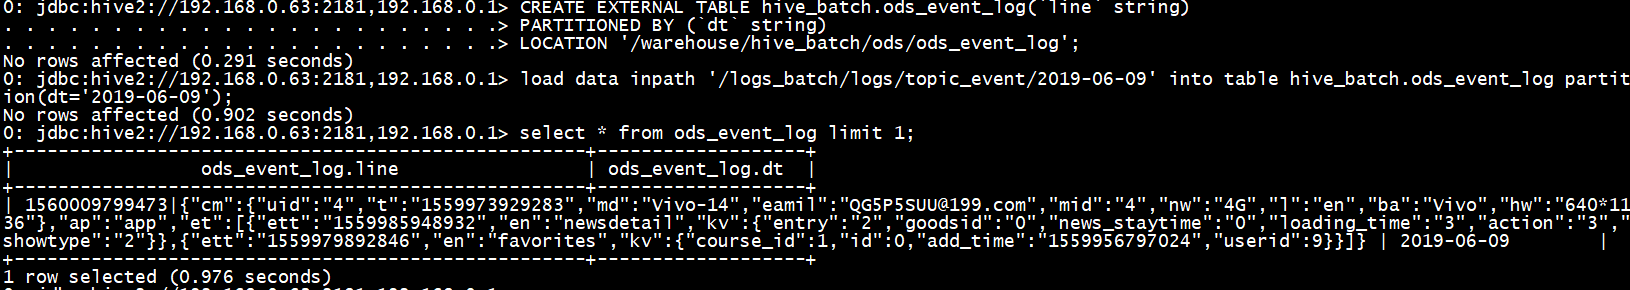 0: jdbc:hive2://192.168.0.63:2181,192.168.0.1> CREATE EXTERNAL TABLE hive_batch.ods_event_log(`line` string)
. . . . . . . . . . . . . . . . . . . . . . .> PARTITIONED BY (`dt` string)
. . . . . . . . . . . . . . . . . . . . . . .> LOCATION '/warehouse/hive_batch/ods/ods_event_log';
No rows affected (0.291 seconds)
0: jdbc:hive2://192.168.0.63:2181,192.168.0.1> load data inpath '/logs_batch/logs/topic_event/2019-06-09' into table hive_batch.ods_event_log partit
ion(dt='2019-06-09');
No rows affected (0.902 seconds)
0: jdbc:hive2://192.168.0.63:2181,192.168.0.1> select * from ods_event_log limit 1;
+----------------------------------------------------+-------------------+
| ods_event_log.line | ods_event_log.dt |
+----------------------------------------------------+-------------------+
| 1560009799473|{"cm":{"uid":"4","t":"1559973929283","md":"Vivo-14","eamil":"QG5P5SUU@199.com","mid":"4","nw":"4G","l":"en","ba":"Vivo","hw":"640*11
36"},"ap":"app","et":[{"ett":"1559985948932","en":"newsdetail","kv":{"entry":"2","goodsid":"0","news_staytime":"0","loading_time":"3","action":"3","
showtype":"2"}},{"ett":"1559979892846","en":"favorites","kv":{"course_id":1,"id":0,"add_time":"1559956797024","userid":9}}]} | 2019-06-09 |
+----------------------------------------------------+-------------------+
1 row selected (0.976 seconds)